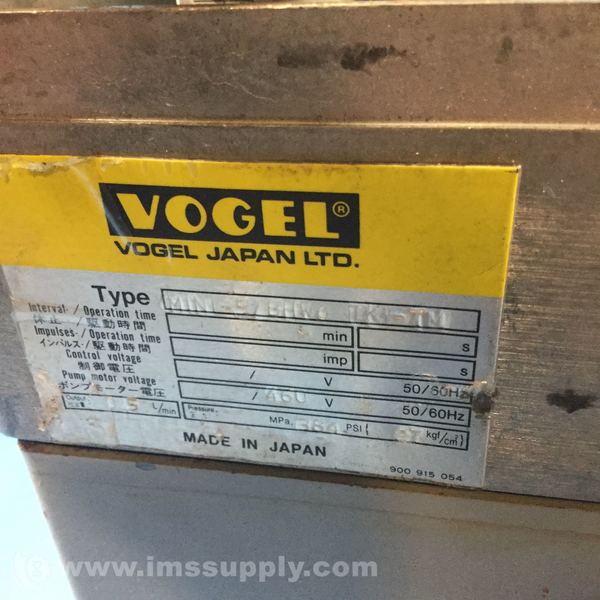 VOGEL®
VOGEL JAPAN LTD.
Type
Interval / Operation time min s
休止 / 駆動時間
Impulses / Operation time imp s
インパルス / 駆動時間
Control voltage / V 50/60Hz
制御電圧
Pump motor voltage / 460 V 50/60Hz
ポンプモーター電圧
Output L/min Pressure MPa, PSI { kgf/cm² }
MADE IN JAPAN
900 915 054
www.imssupply.com